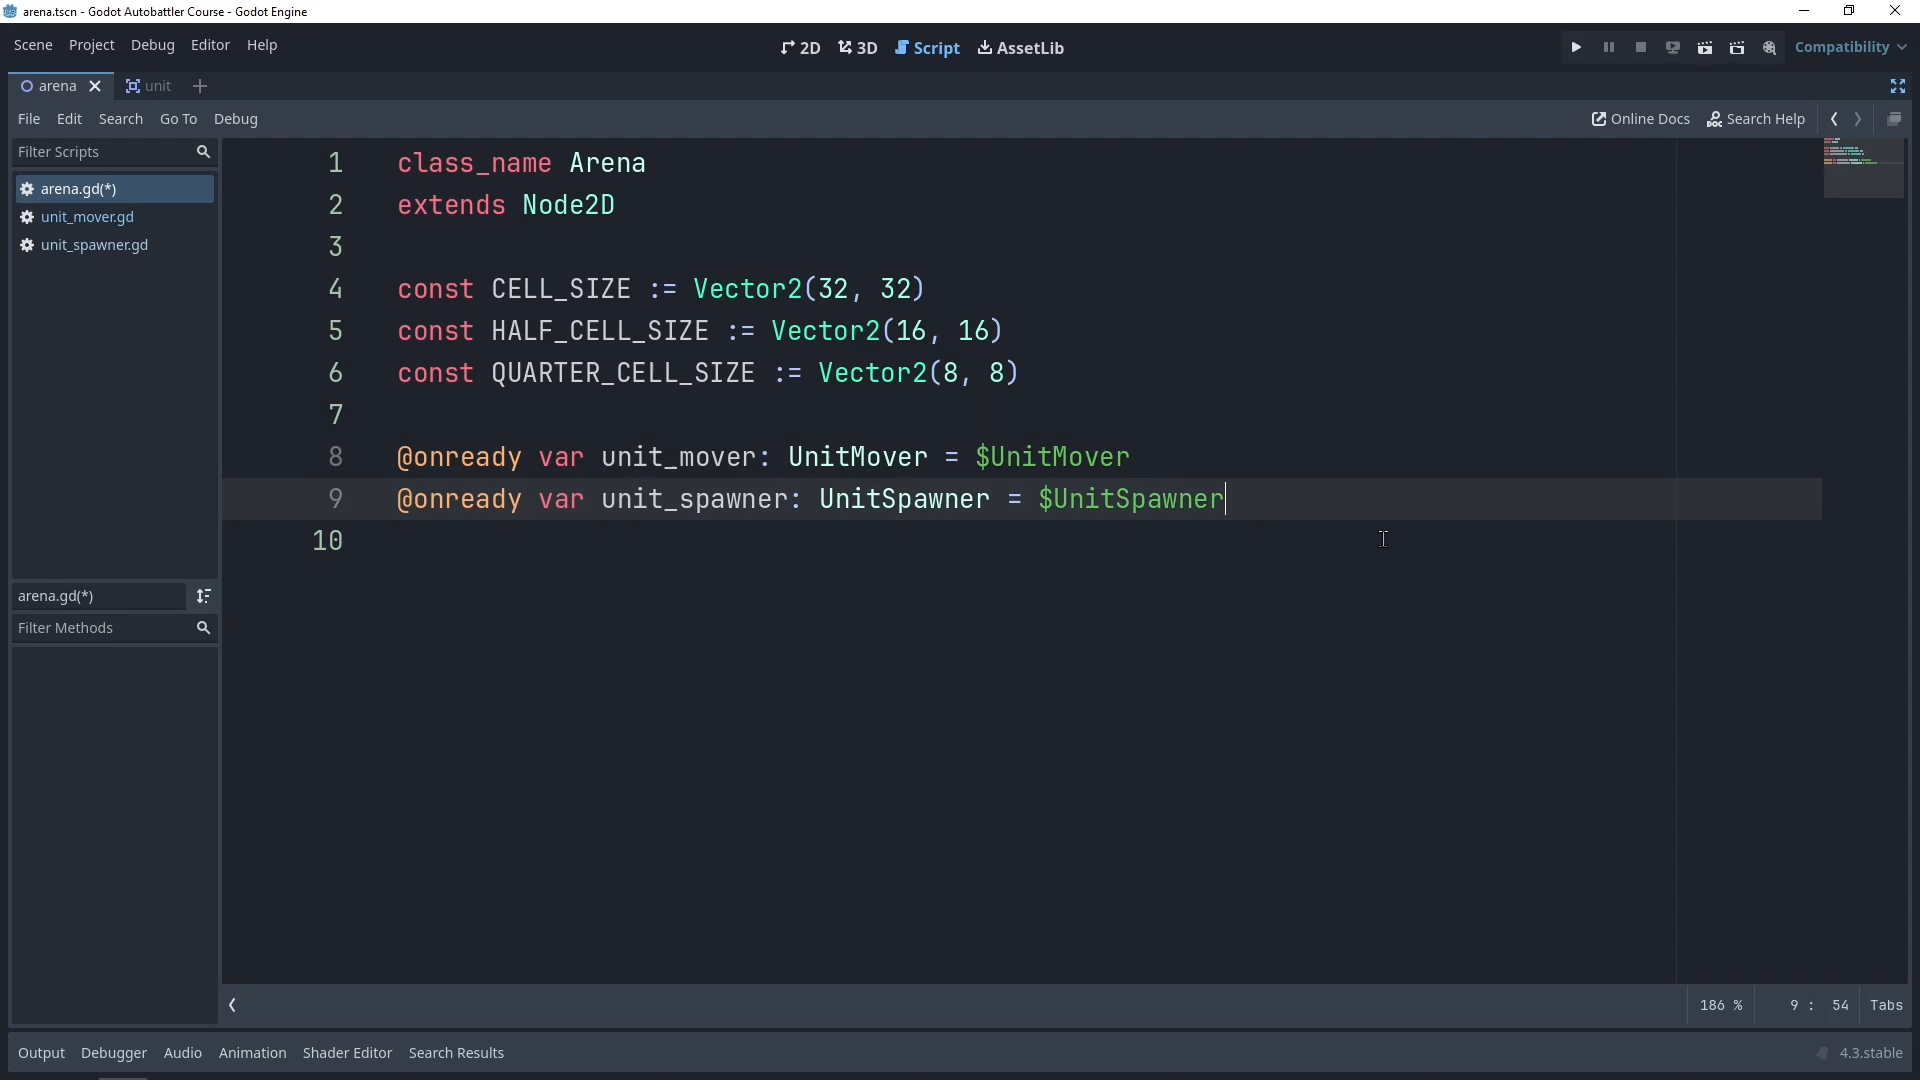 arena.tscn - Godot Autobattler Course - Godot Engine
Scene Project Debug Editor Help
2D 3D Script AssetLib
Compatibility
arena unit
File Edit Search Go To Debug
Online Docs Search Help
Filter Scripts
arena.gd(*)
unit_mover.gd
unit_spawner.gd
arena.gd(*)
Filter Methods
1 class_name Arena
2 extends Node2D
3
4 const CELL_SIZE := Vector2(32, 32)
5 const HALF_CELL_SIZE := Vector2(16, 16)
6 const QUARTER_CELL_SIZE := Vector2(8, 8)
7
8 @onready var unit_mover: UnitMover = $UnitMover
9 @onready var unit_spawner: UnitSpawner = $UnitSpawner
10
186 % 9 : 54 Tabs
Output Debugger Audio Animation Shader Editor Search Results
4.3.stable